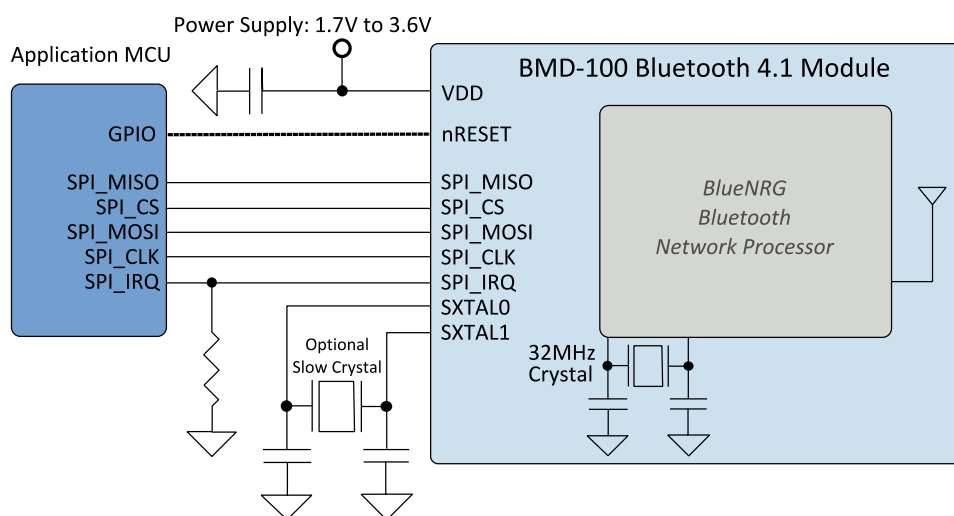 Power Supply: 1.7V to 3.6V
Application MCU
BMD-100 Bluetooth 4.1 Module
VDD
GPIO
nRESET
SPI_MISO
SPI_CS
SPI_MOSI
SPI_CLK
SPI_IRQ
SPI_MISO
SPI_CS
SPI_MOSI
SPI_CLK
SPI_IRQ
SXTAL0
SXTAL1
BlueNRG
Bluetooth
Network Processor
Optional
Slow Crystal
32MHz
Crystal